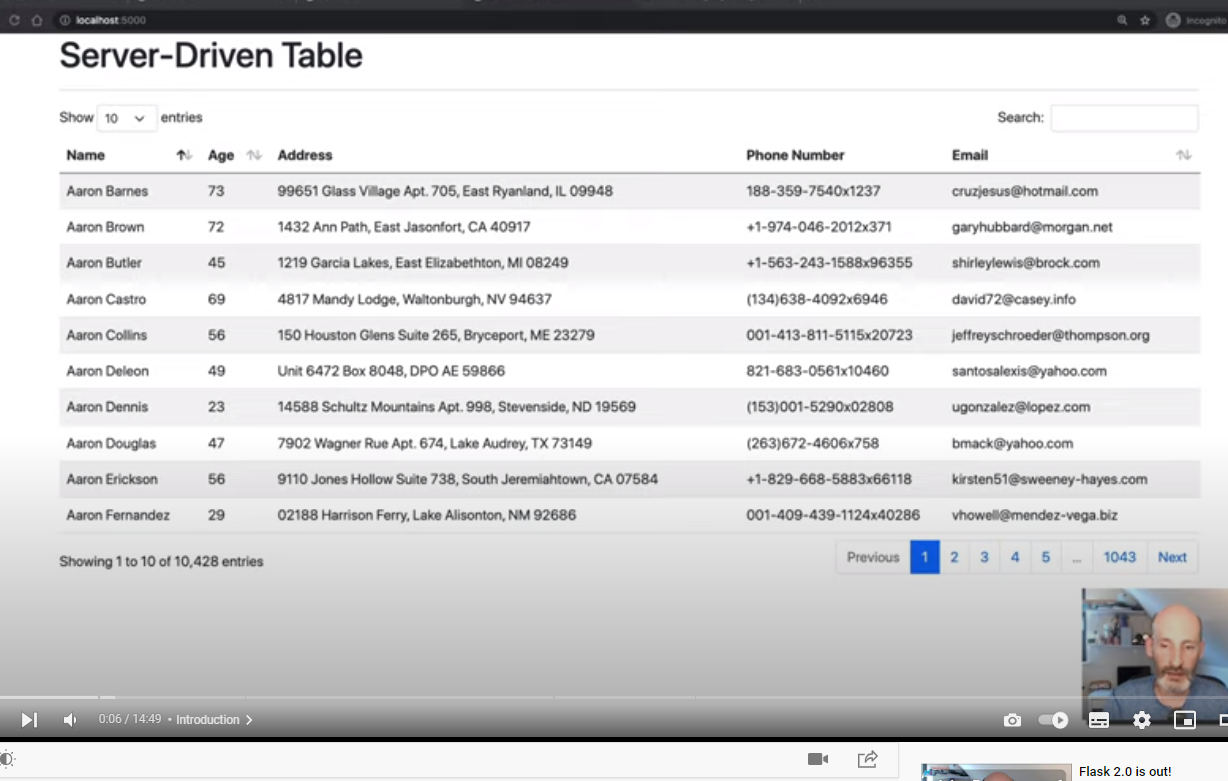 localhost:5000
Incognito
Server-Driven Table
Show 10 entries
Search:
Name Age Address Phone Number Email
Aaron Barnes 73 99651 Glass Village Apt. 705, East Ryanland, IL 09948 188-359-7540x1237 cruzjesus@hotmail.com
Aaron Brown 72 1432 Ann Path, East Jasonfort, CA 40917 +1-974-046-2012x371 garyhubbard@morgan.net
Aaron Butler 45 1219 Garcia Lakes, East Elizabethton, MI 08249 +1-563-243-1588x96355 shirleylewis@brock.com
Aaron Castro 69 4817 Mandy Lodge, Waltonburgh, NV 94637 (134)638-4092x6946 david72@casey.info
Aaron Collins 56 150 Houston Glens Suite 265, Bryceport, ME 23279 001-413-811-5115x20723 jeffreyschroeder@thompson.org
Aaron Deleon 49 Unit 6472 Box 8048, DPO AE 59866 821-683-0561x10460 santosalexis@yahoo.com
Aaron Dennis 23 14588 Schultz Mountains Apt. 998, Stevenside, ND 19569 (153)001-5290x02808 ugonzalez@lopez.com
Aaron Douglas 47 7902 Wagner Rue Apt. 674, Lake Audrey, TX 73149 (263)672-4606x758 bmack@yahoo.com
Aaron Erickson 56 9110 Jones Hollow Suite 738, South Jeremiahtown, CA 07584 +1-829-668-5883x66118 kirsten51@sweeney-hayes.com
Aaron Fernandez 29 02188 Harrison Ferry, Lake Alisonton, NM 92686 001-409-439-1124x40286 vhowell@mendez-vega.biz
Showing 1 to 10 of 10,428 entries
Previous 1 2 3 4 5 ... 1043 Next
0:06 / 14:49 • Introduction
Flask 2.0 is out!